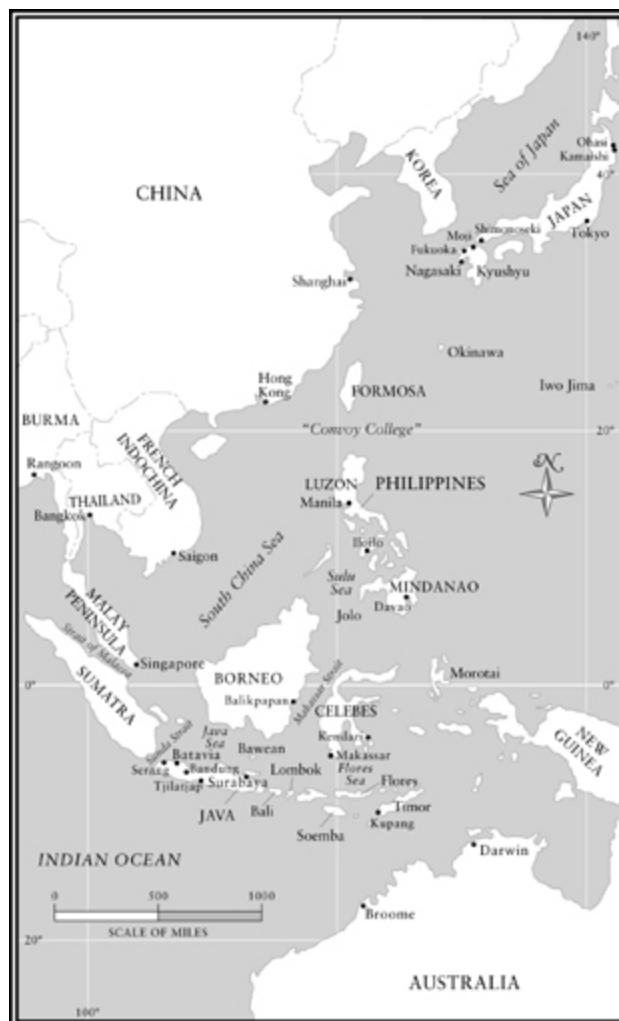 140°
Ohasi
Kamaishi
Sea of Japan
40°
KOREA
CHINA
JAPAN
Shimonoseki
Moji
Tokyo
Fukuoka
Nagasaki
Kyushyu
Shanghai
Okinawa
Hong
Kong
FORMOSA
Iwo Jima
BURMA
"Convoy College"
20°
FRENCH
INDOCHINA
N
Rangoon
LUZON
PHILIPPINES
THAILAND
Manila
Bangkok
Iloilo
Saigon
South China Sea
Sulu
Sea
MINDANAO
Davao
Jolo
MALAY
PENINSULA
Strait of Malacca
Singapore
Morotai
BORNEO
0°
SUMATRA
Makassar Strait
Balikpapan
CELEBES
NEW
GUINEA
Sunda Strait
Java
Sea
Kendari
Batavia
Bawean
Makassar
Serang
Bandung
Lombok
Flores
Sea
Tjilatjap
Surabaya
Flores
JAVA
Bali
Timor
Kupang
Soemba
Darwin
INDIAN OCEAN
0
500
1000
SCALE OF MILES
Broome
20°
AUSTRALIA
100°